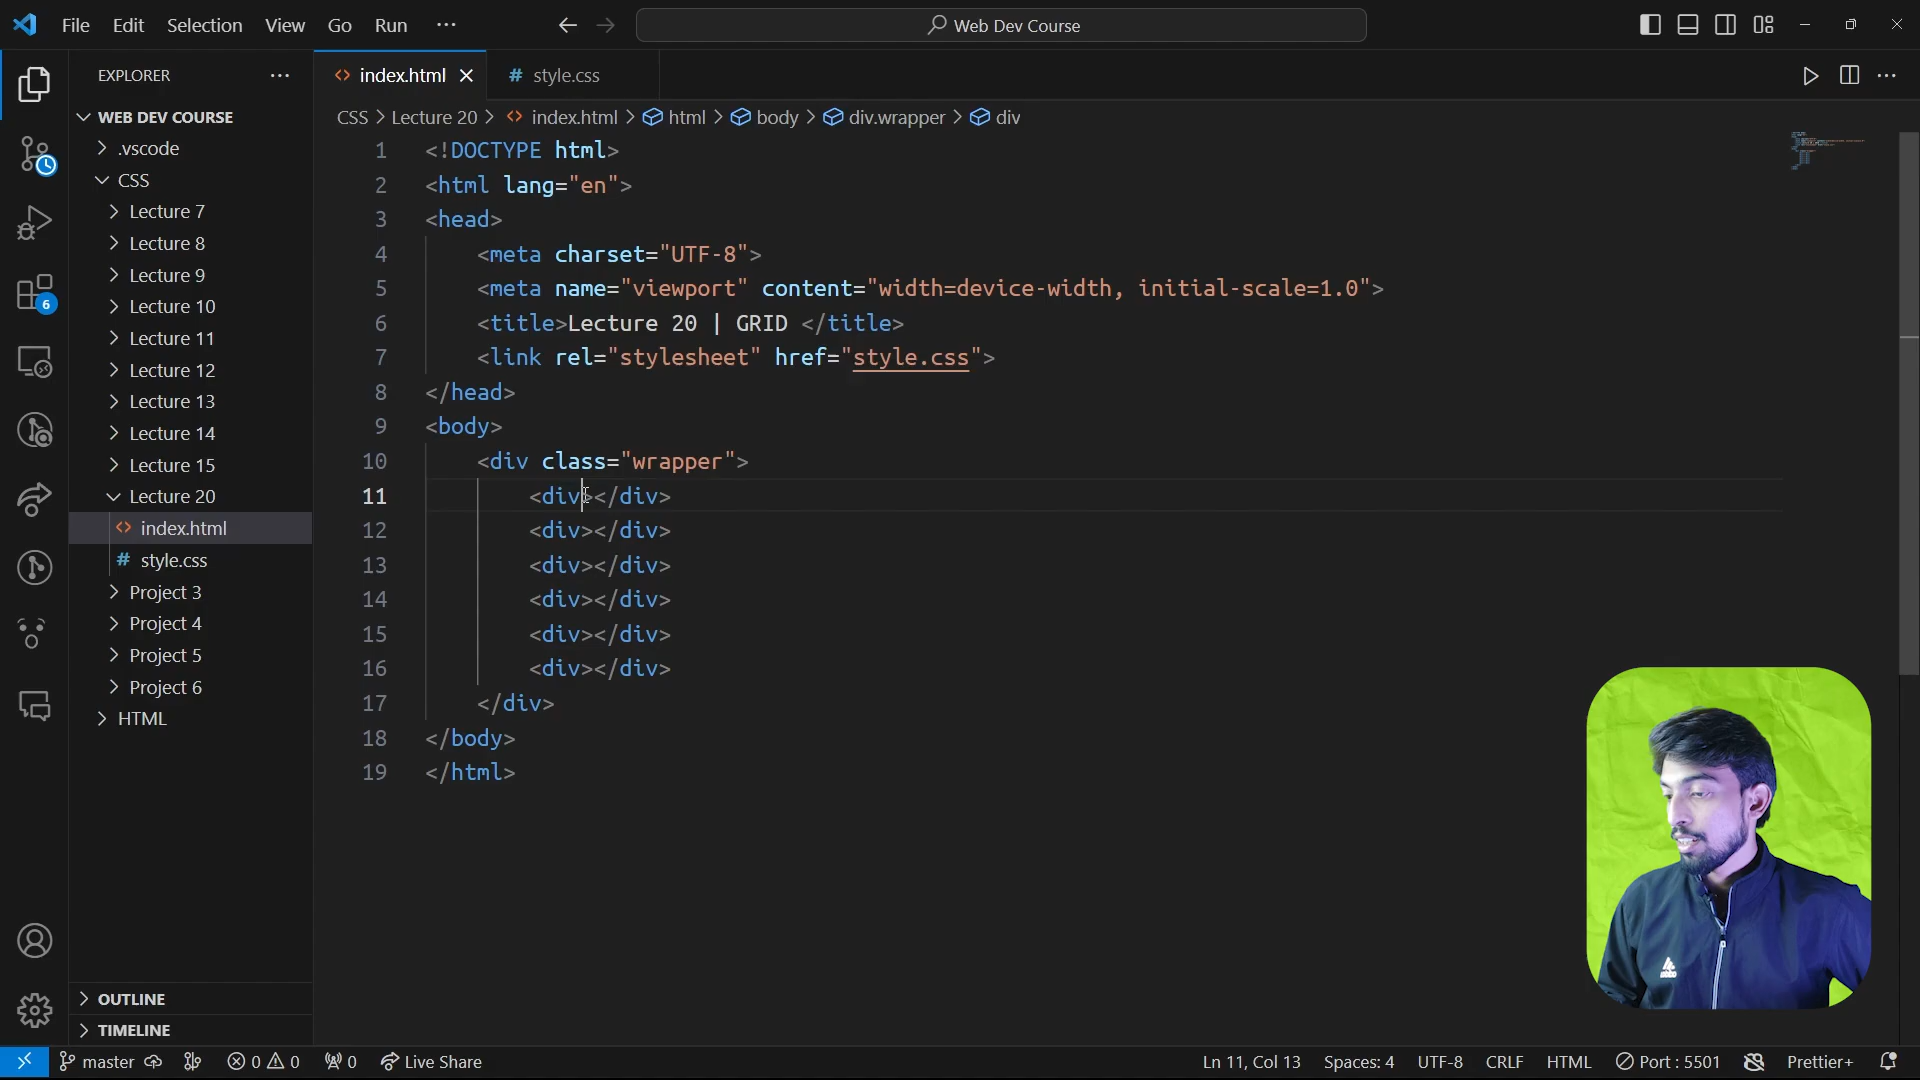 File Edit Selection View Go Run ··· Web Dev Course
EXPLORER ···
index.html
style.css
WEB DEV COURSE
.vscode
CSS
Lecture 7
Lecture 8
Lecture 9
Lecture 10
Lecture 11
Lecture 12
Lecture 13
Lecture 14
Lecture 15
Lecture 20
index.html
style.css
Project 3
Project 4
Project 5
Project 6
HTML
6
OUTLINE
TIMELINE
CSS > Lecture 20 > index.html > html > body > div.wrapper > div
1 <!DOCTYPE html>
2 <html lang="en">
3 <head>
4 <meta charset="UTF-8">
5 <meta name="viewport" content="width=device-width, initial-scale=1.0">
6 <title>Lecture 20 | GRID </title>
7 <link rel="stylesheet" href="style.css">
8 </head>
9 <body>
10 <div class="wrapper">
11 <div></div>
12 <div></div>
13 <div></div>
14 <div></div>
15 <div></div>
16 <div></div>
17 </div>
18 </body>
19 </html>
master 0 0 0 Live Share Ln 11, Col 13 Spaces: 4 UTF-8 CRLF HTML Port : 5501 Prettier+